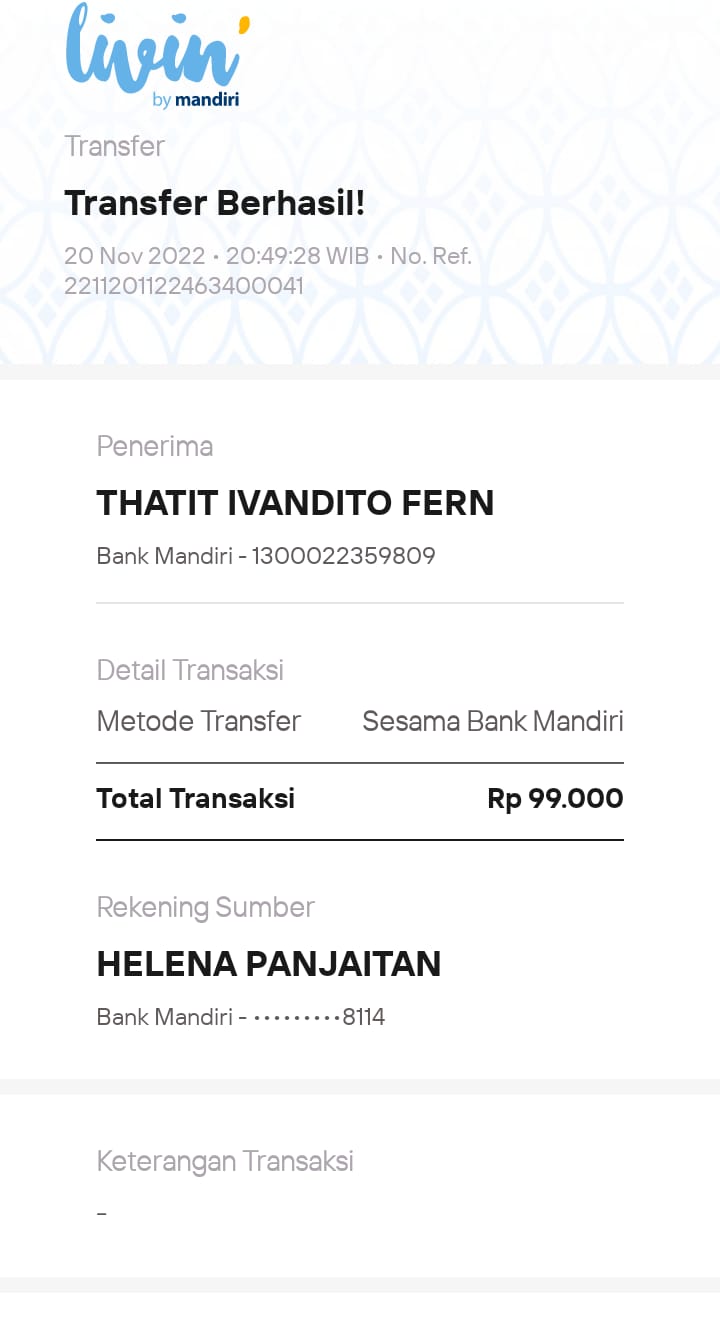 livin'
by mandiri
Transfer
Transfer Berhasil!
20 Nov 2022 • 20:49:28 WIB • No. Ref.
2211201122463400041
Penerima
THATIT IVANDITO FERN
Bank Mandiri - 1300022359809
Detail Transaksi
Metode Transfer Sesama Bank Mandiri
Total Transaksi Rp 99.000
Rekening Sumber
HELENA PANJAITAN
Bank Mandiri - •••••••••8114
Keterangan Transaksi
-